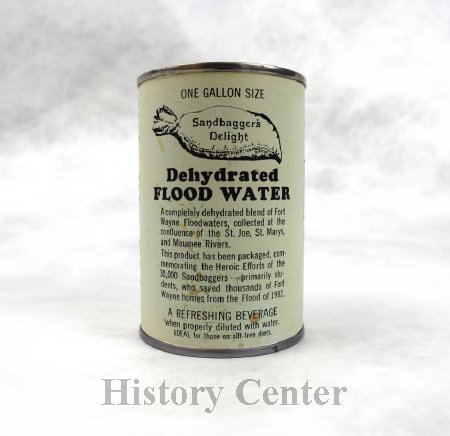 ONE GALLON SIZE
Sandbagger's
Delight
Dehydrated
FLOOD WATER
A completely dehydrated blend of Fort
Wayne Floodwaters, collected at the
confluence of the St. Joe, St. Marys,
and Maumee Rivers.
This product has been packaged, com-
memorating the Heroic Efforts of the
30,000 Sandbaggers--primarily stu-
dents, who saved thousands of Fort
Wayne homes from the Flood of 1982.
A REFRESHING BEVERAGE
when properly diluted with water.
IDEAL for those on silt-free diets.
History Center